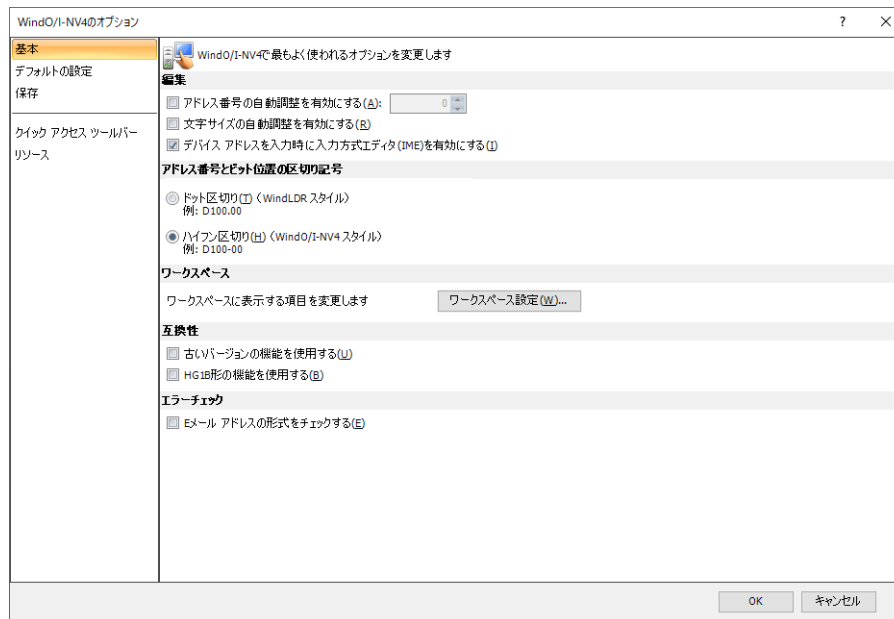 WindO/I-NV4のオプション
基本
デフォルトの設定
保存
クイック アクセス ツールバー
リソース
WindO/I-NV4で最もよく使われるオプションを変更します
編集
アドレス番号の自動調整を有効にする(A): 0
文字サイズの自動調整を有効にする(R)
デバイス アドレスを入力時に入力方式エディタ(IME)を有効にする(I)
アドレス番号とビット位置の区切り記号
ドット区切り(T) (WindLDR スタイル)
例: D100.00
ハイフン区切り(H) (WindO/I-NV4 スタイル)
例: D100-00
ワークスペース
ワークスペースに表示する項目を変更します ワークスペース設定(W)...
互換性
古いバージョンの機能を使用する(U)
HG1B形の機能を使用する(B)
エラーチェック
Eメール アドレスの形式をチェックする(E)
OK キャンセル